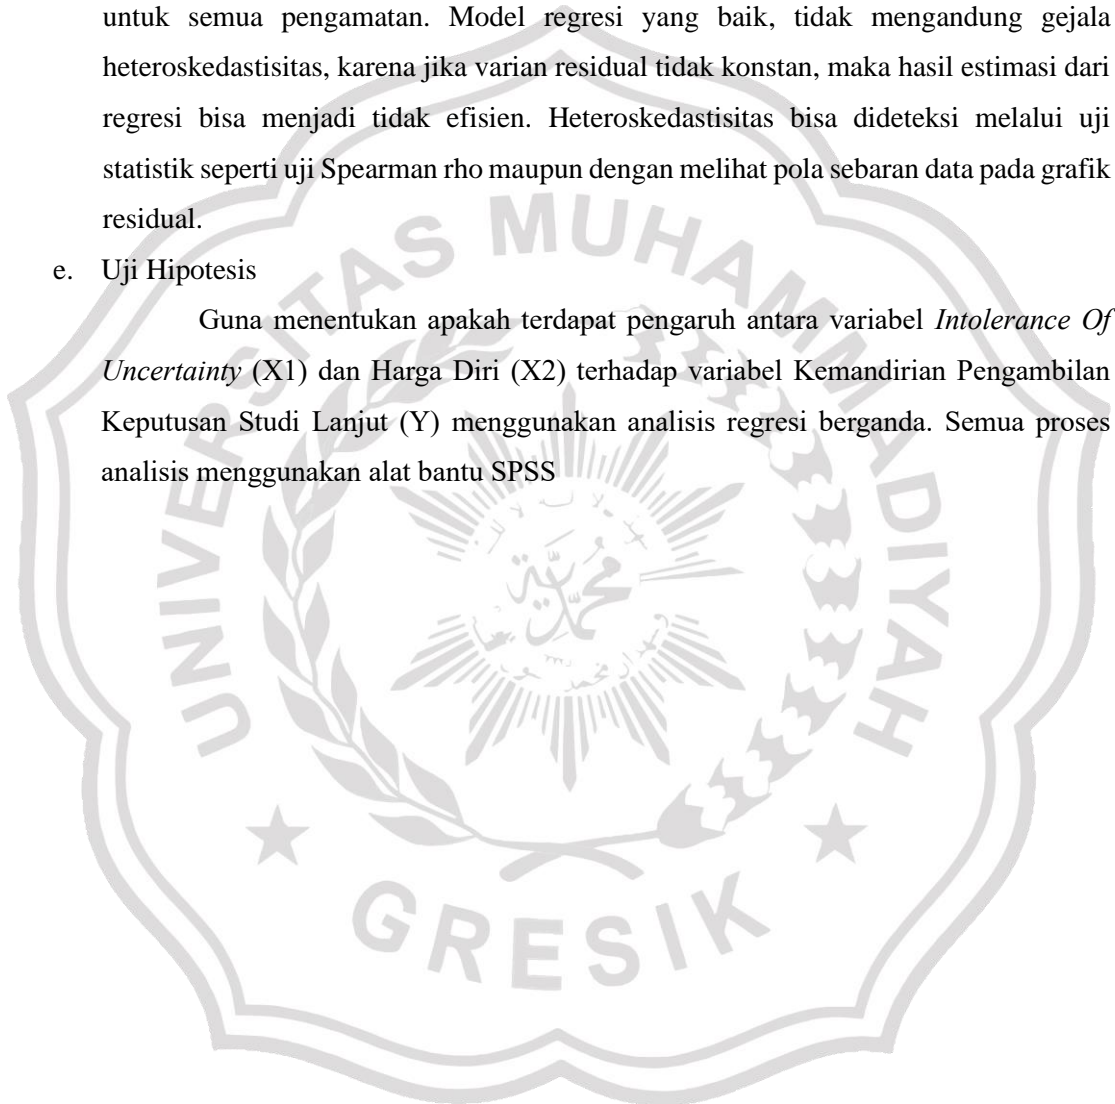 untuk semua pengamatan. Model regresi yang baik, tidak mengandung gejala
heteroskedastisitas, karena jika varian residual tidak konstan, maka hasil estimasi dari
regresi bisa menjadi tidak efisien. Heteroskedastisitas bisa dideteksi melalui uji
statistik seperti uji Spearman rho maupun dengan melihat pola sebaran data pada grafik
residual.
e. Uji Hipotesis
Guna menentukan apakah terdapat pengaruh antara variabel Intolerance Of
Uncertainty (X1) dan Harga Diri (X2) terhadap variabel Kemandirian Pengambilan
Keputusan Studi Lanjut (Y) menggunakan analisis regresi berganda. Semua proses
analisis menggunakan alat bantu SPSS
UNIVERSITAS MUHAMMADIYAH
GRESIK